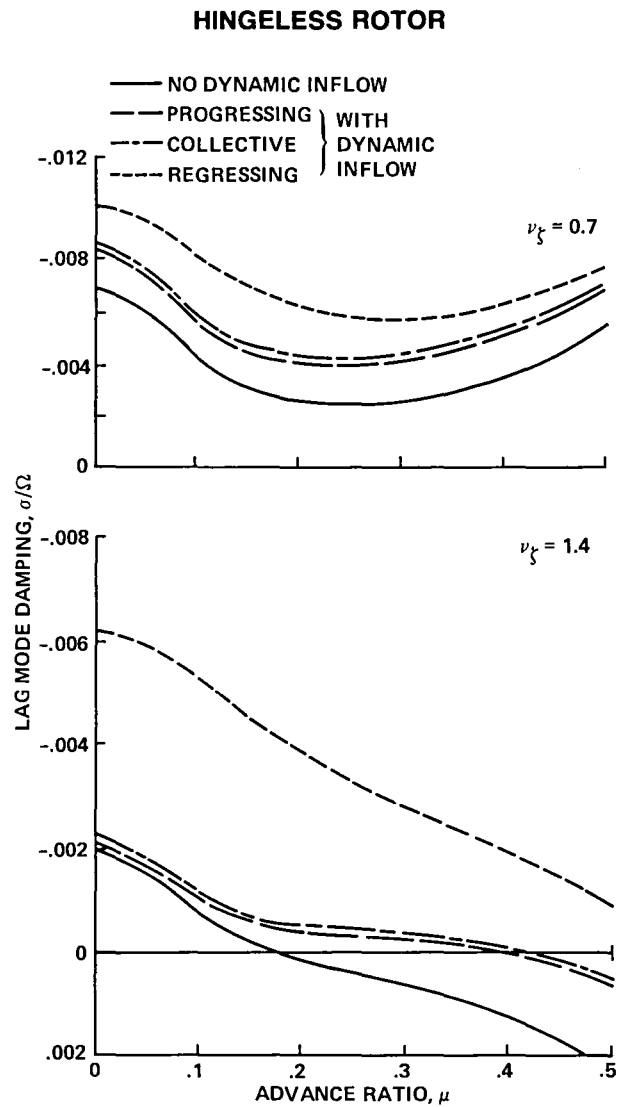 HINGELESS ROTOR
NO DYNAMIC INFLOW
PROGRESSING
COLLECTIVE
REGRESSING
WITH
DYNAMIC
INFLOW
-.012
-.008
-.004
0
νζ = 0.7
LAG MODE DAMPING, σ/Ω
-.008
-.006
-.004
-.002
0
.002
νζ = 1.4
0 .1 .2 .3 .4 .5
ADVANCE RATIO, μ